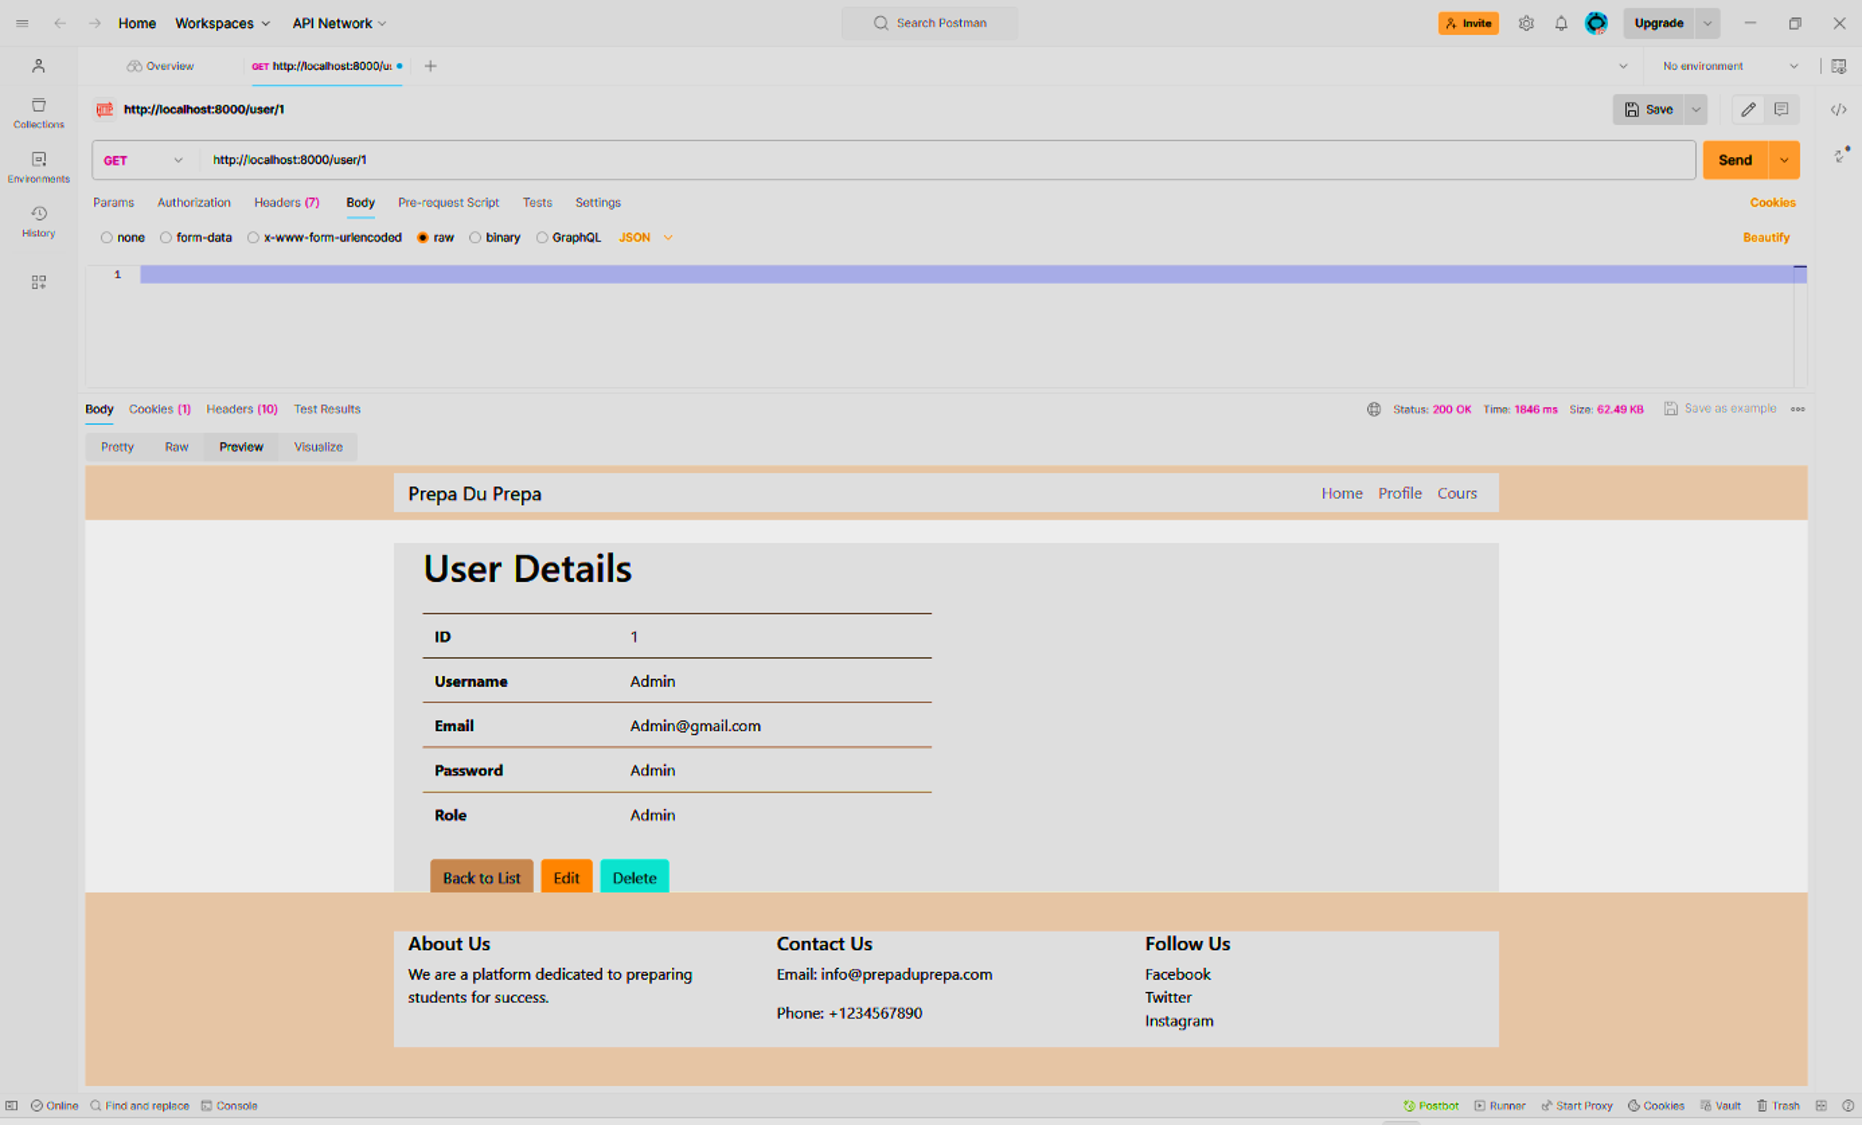 Home Workspaces API Network Search Postman Invite Upgrade
Overview GET http://localhost:8000/u No environment
http://localhost:8000/user/1 Save
Collections
GET http://localhost:8000/user/1 Send
Environments
Params Authorization Headers (7) Body Pre-request Script Tests Settings Cookies
History
none form-data x-www-form-urlencoded raw binary GraphQL JSON Beautify
1
Body Cookies (1) Headers (10) Test Results Status: 200 OK Time: 1846 ms Size: 62.49 KB Save as example
Pretty Raw Preview Visualize
Prepa Du Prepa Home Profile Cours
User Details
ID 1
Username Admin
Email Admin@gmail.com
Password Admin
Role Admin
Back to List Edit Delete
About Us Contact Us Follow Us
We are a platform dedicated to preparing Email: info@prepaduprepa.com Facebook
students for success. Twitter
Phone: +1234567890 Instagram
Online Find and replace Console Postbot Runner Start Proxy Cookies Vault Trash